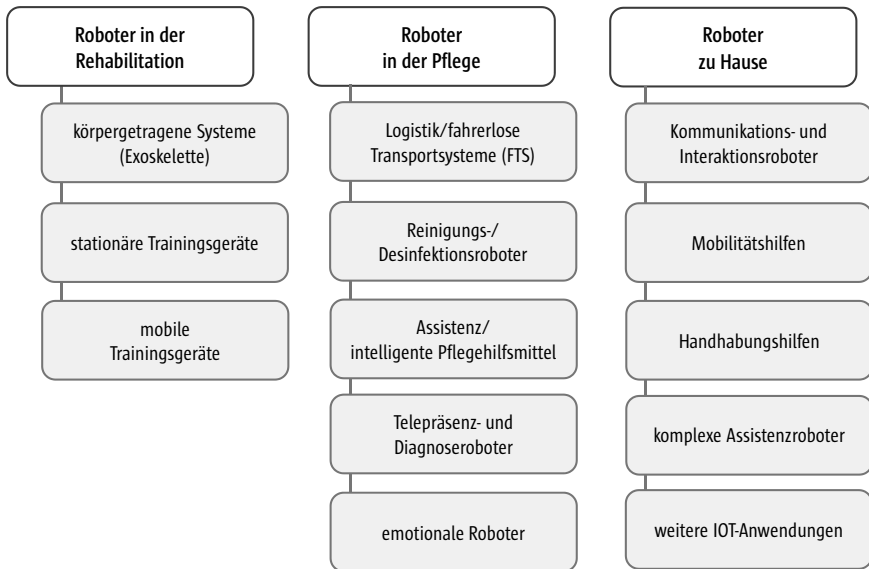 Roboter in der
Rehabilitation
körpergetragene Systeme
(Exoskelette)
stationäre Trainingsgeräte
mobile
Trainingsgeräte
Roboter
in der Pflege
Logistik/fahrerlose
Transportsysteme (FTS)
Reinigungs-/
Desinfektionsroboter
Assistenz/
intelligente Pflegehilfsmittel
Telepräsenz- und
Diagnoseroboter
emotionale Roboter
Roboter
zu Hause
Kommunikations- und
Interaktionsroboter
Mobilitätshilfen
Handhabungshilfen
komplexe Assistenzroboter
weitere IOT-Anwendungen